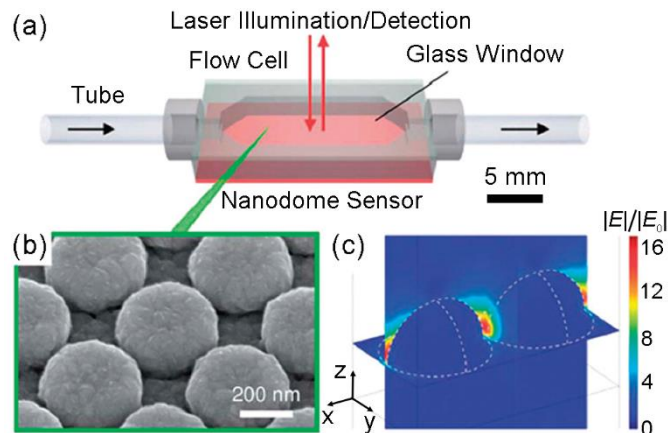 (a)
Laser Illumination/Detection
Flow Cell
Glass Window
Tube
Nanodome Sensor
5 mm
(b)
200 nm
(c)
|E|/|E₀|
16
12
8
4
0
z
x
y